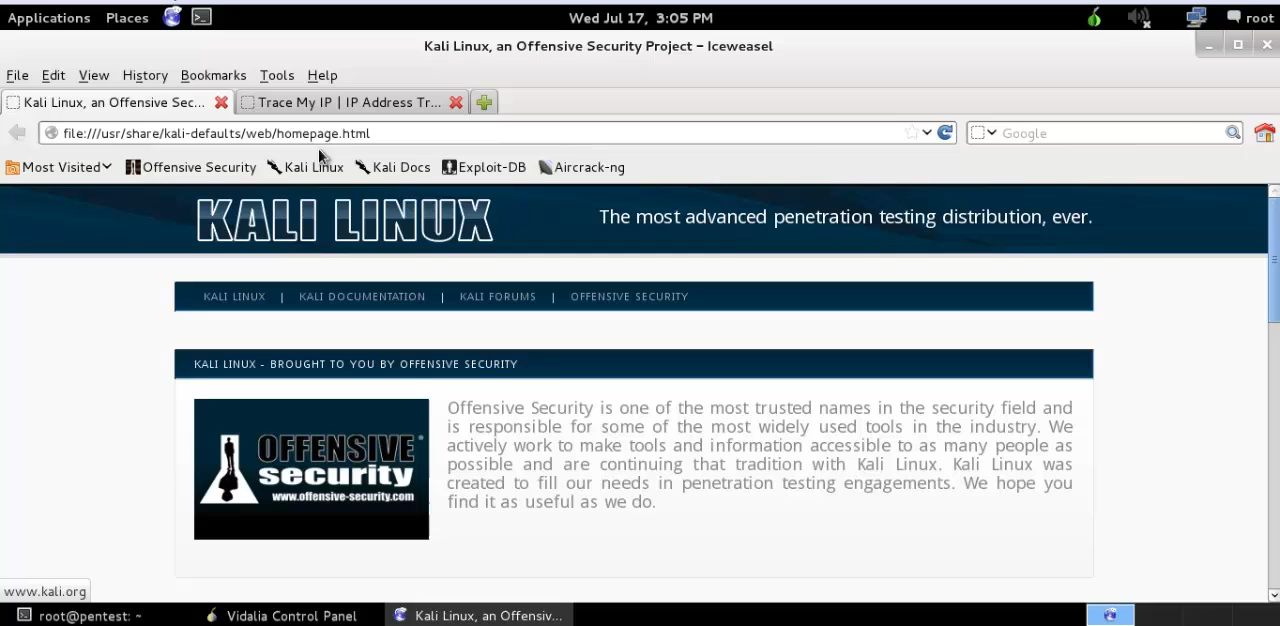 Applications Places Wed Jul 17, 3:05 PM root
Kali Linux, an Offensive Security Project - Iceweasel
File Edit View History Bookmarks Tools Help
Kali Linux, an Offensive Sec... Trace My IP | IP Address Tr...
file:///usr/share/kali-defaults/web/homepage.html Google
Most Visited Offensive Security Kali Linux Kali Docs Exploit-DB Aircrack-ng
KALI LINUX The most advanced penetration testing distribution, ever.
KALI LINUX | KALI DOCUMENTATION | KALI FORUMS | OFFENSIVE SECURITY
KALI LINUX - BROUGHT TO YOU BY OFFENSIVE SECURITY
OFFENSIVE
security
www.offensive-security.com
Offensive Security is one of the most trusted names in the security field and
is responsible for some of the most widely used tools in the industry. We
actively work to make tools and information accessible to as many people as
possible and are continuing that tradition with Kali Linux. Kali Linux was
created to fill our needs in penetration testing engagements. We hope you
find it as useful as we do.
www.kali.org
root@pentest: ~ Vidalia Control Panel Kali Linux, an Offensiv...